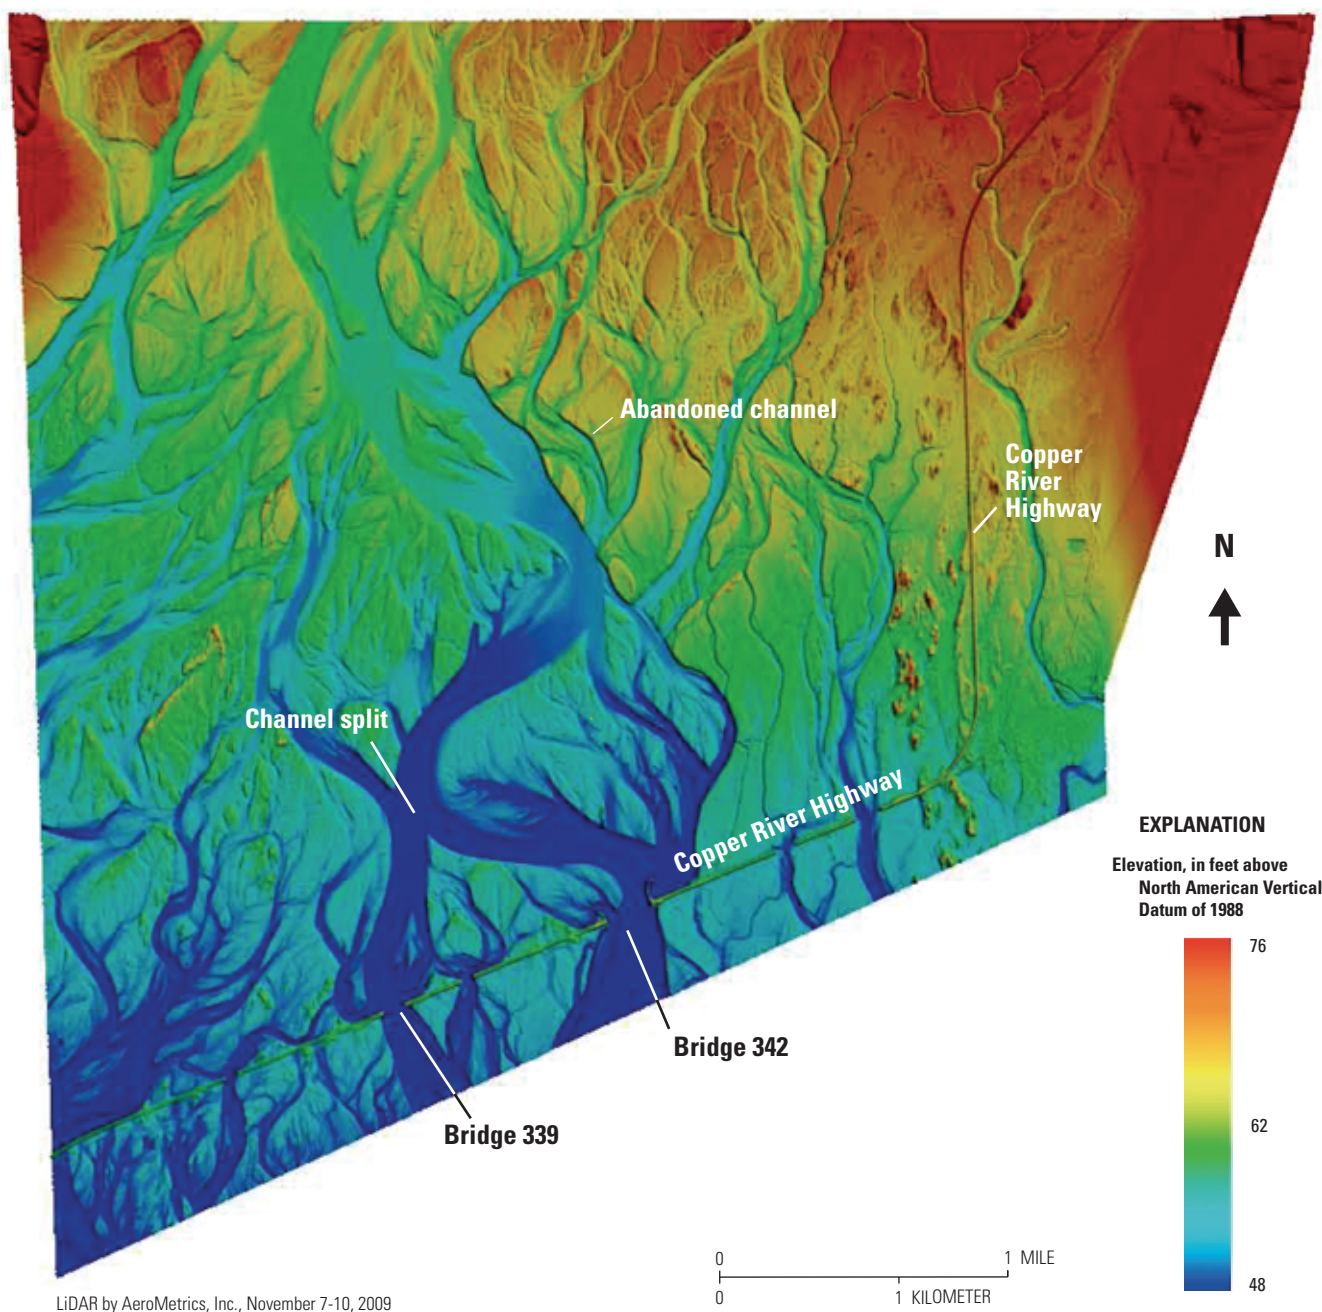 Abandoned channel
Copper
River
Highway
N
Channel split
Copper River Highway
EXPLANATION
Elevation, in feet above
North American Vertical
Datum of 1988
76
62
48
Bridge 342
Bridge 339
0 1 MILE
0 1 KILOMETER
LiDAR by AeroMetrics, Inc., November 7-10, 2009